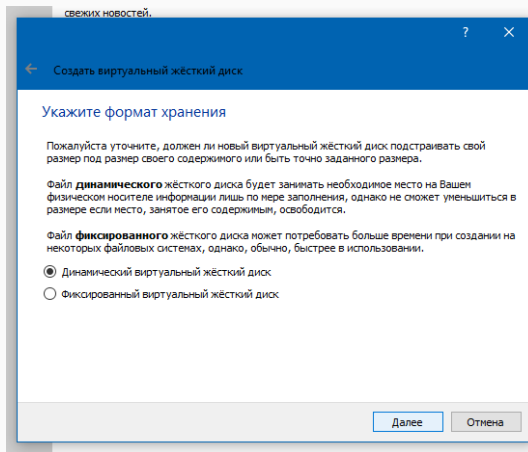 свежих новостей.
?
Создать виртуальный жёсткий диск
Укажите формат хранения
Пожалуйста уточните, должен ли новый виртуальный жёсткий диск подстраивать свой
размер под размер своего содержимого или быть точно заданного размера.
Файл динамического жёсткого диска будет занимать необходимое место на Вашем
физическом носителе информации лишь по мере заполнения, однако не сможет уменьшиться в
размере если место, занятое его содержимым, освободится.
Файл фиксированного жёсткого диска может потребовать больше времени при создании на
некоторых файловых системах, однако, обычно, быстрее в использовании.
Динамический виртуальный жёсткий диск
Фиксированный виртуальный жёсткий диск
Далее Отмена